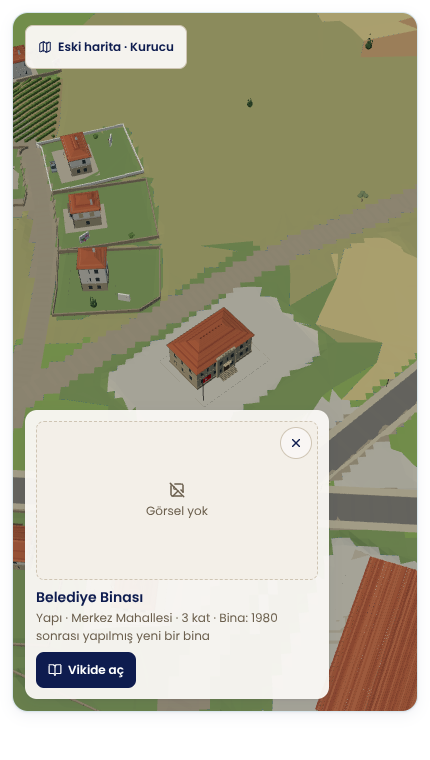 Eski harita · Kurucu
Görsel yok
Belediye Binası
Yapı · Merkez Mahallesi · 3 kat · Bina: 1980
sonrası yapılmış yeni bir bina
Vikide aç